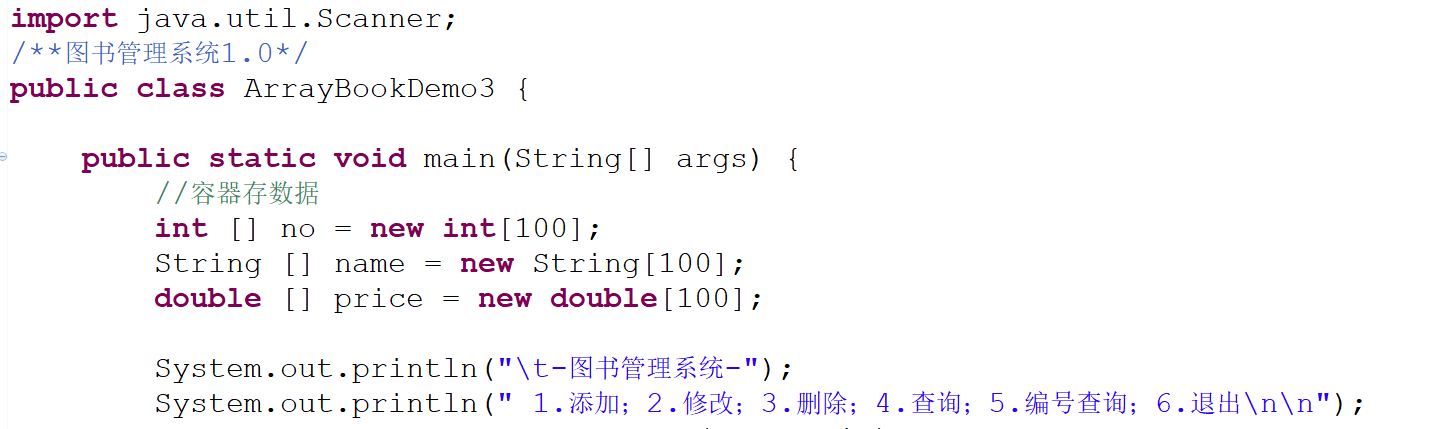 import java.util.Scanner;
/**图书管理系统1.0*/
public class ArrayBookDemo3 {
public static void main(String[] args) {
//容器存数据
int [] no = new int[100];
String [] name = new String[100];
double [] price = new double[100];
System.out.println("\t-图书管理系统-");
System.out.println(" 1.添加; 2.修改; 3.删除; 4.查询; 5.编号查询; 6.退出\n\n");